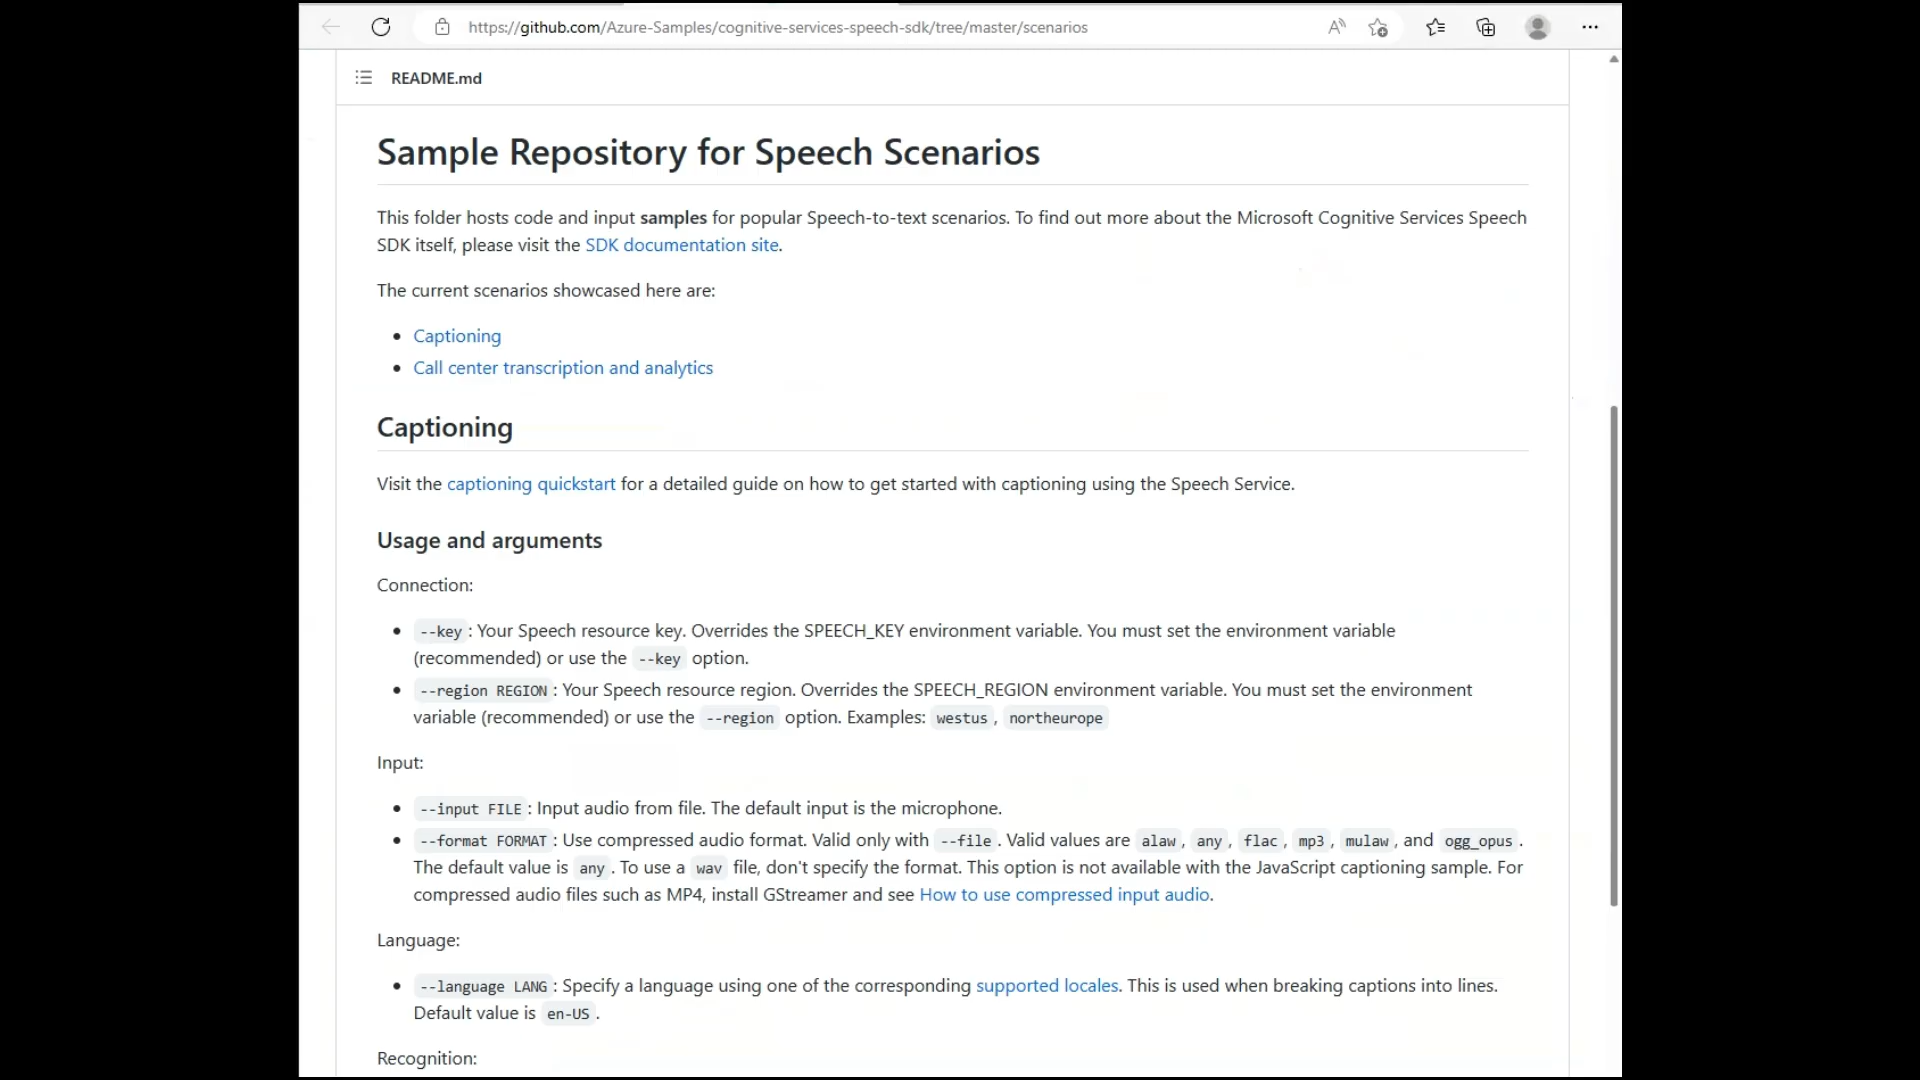 https://github.com/Azure-Samples/cognitive-services-speech-sdk/tree/master/scenarios
README.md
Sample Repository for Speech Scenarios
This folder hosts code and input samples for popular Speech-to-text scenarios. To find out more about the Microsoft Cognitive Services Speech
SDK itself, please visit the SDK documentation site.
The current scenarios showcased here are:
• Captioning
• Call center transcription and analytics
Captioning
Visit the captioning quickstart for a detailed guide on how to get started with captioning using the Speech Service.
Usage and arguments
Connection:
• --key : Your Speech resource key. Overrides the SPEECH_KEY environment variable. You must set the environment variable
(recommended) or use the --key option.
• --region REGION : Your Speech resource region. Overrides the SPEECH_REGION environment variable. You must set the environment
variable (recommended) or use the --region option. Examples: westus , northeurope
Input:
• --input FILE : Input audio from file. The default input is the microphone.
• --format FORMAT : Use compressed audio format. Valid only with --file . Valid values are alaw , any , flac , mp3 , mulaw , and ogg_opus .
The default value is any . To use a wav file, don't specify the format. This option is not available with the JavaScript captioning sample. For
compressed audio files such as MP4, install GStreamer and see How to use compressed input audio.
Language:
• --language LANG : Specify a language using one of the corresponding supported locales. This is used when breaking captions into lines.
Default value is en-US .
Recognition: